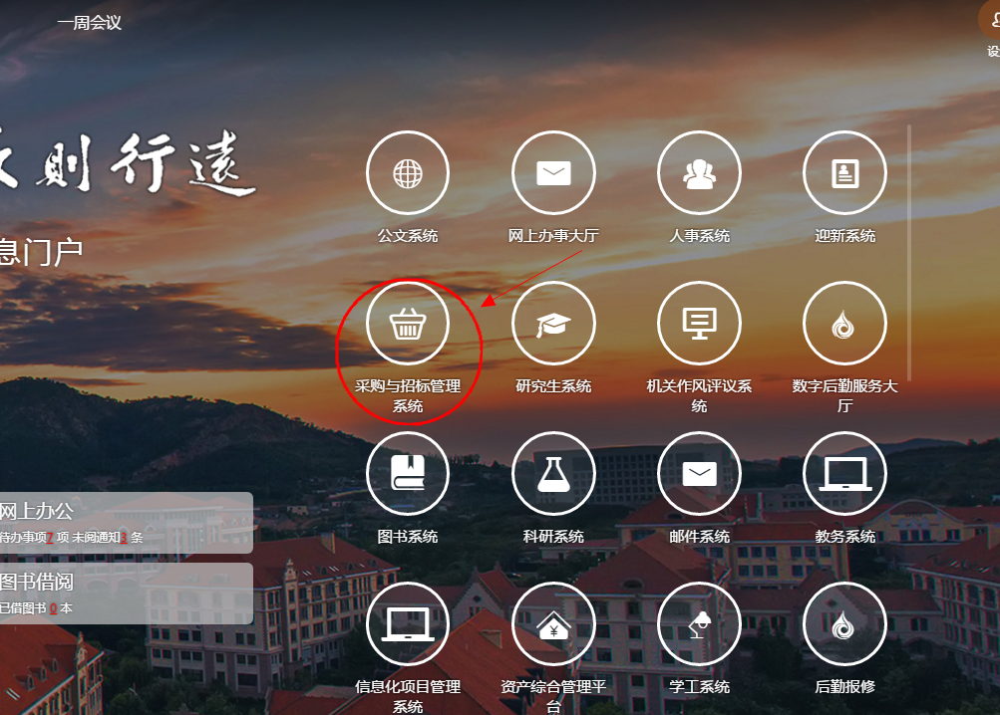 一周会议
则行远
息门户
公文系统
网上办事大厅
人事系统
迎新系统
采购与招标管理
系统
研究生系统
机关作风评议系
统
数字后勤服务大
厅
图书系统
科研系统
邮件系统
教务系统
网上办公
待办事项7 项 未阅通知 条
图书借阅
已借图书 0 本
信息化项目管理
系统
资产综合管理平
台
学工系统
后勤报修